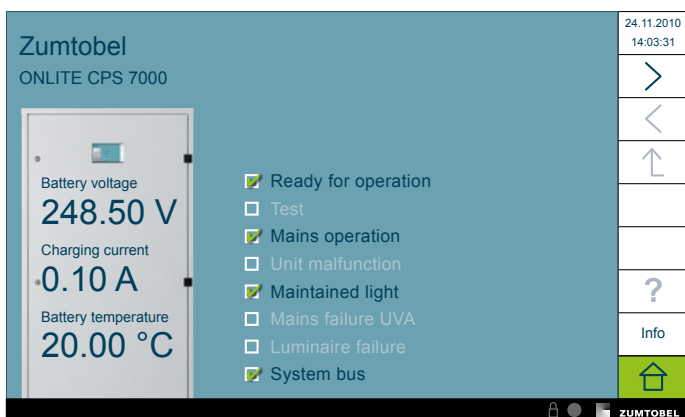 Zumtobel
ONLITE CPS 7000
Battery voltage
248.50 V
Charging current
0.10 A
Battery temperature
20.00 °C
Ready for operation
Test
Mains operation
Unit malfunction
Maintained light
Mains failure UVA
Luminaire failure
System bus
24.11.2010
14:03:31
?
Info
ZUMTOBEL